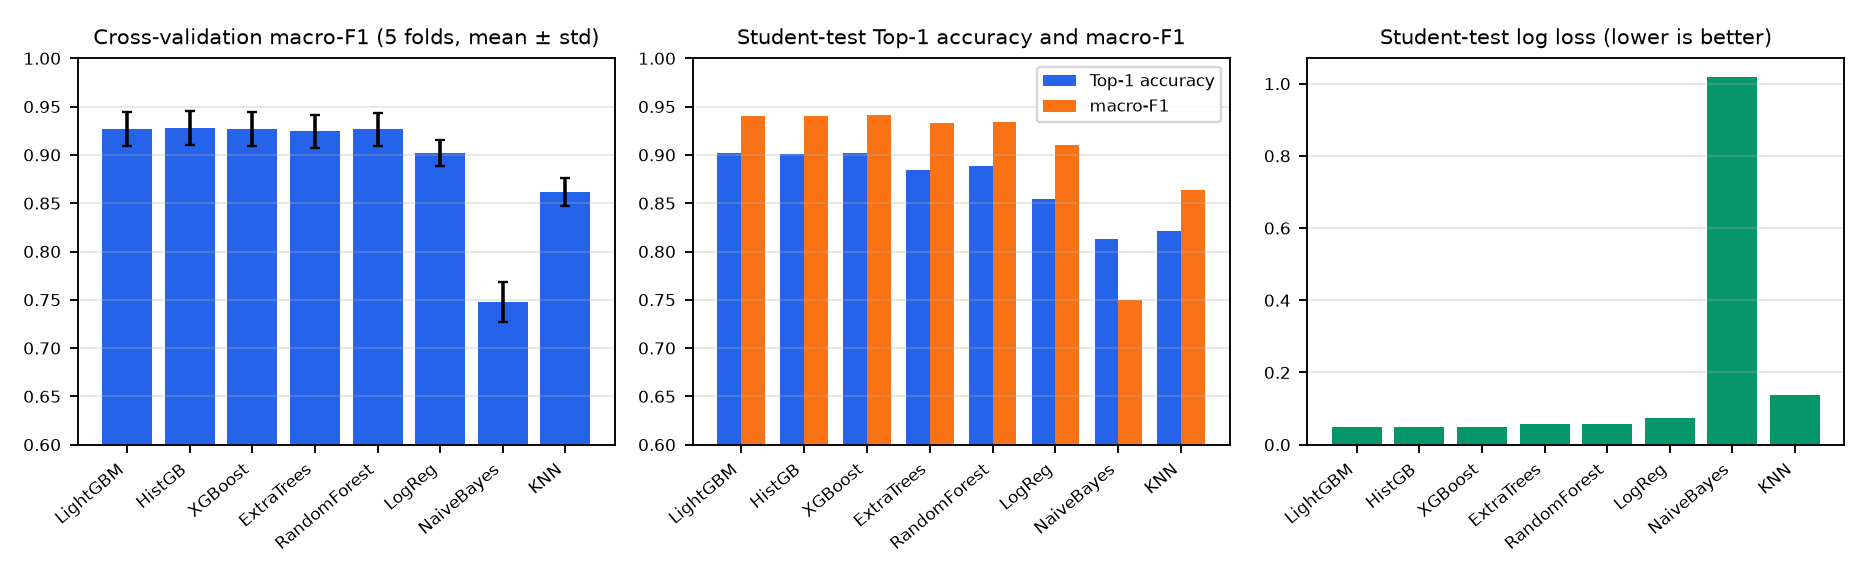 Cross-validation macro-F1 (5 folds, mean ± std)
1.00
0.95
0.90
0.85
0.80
0.75
0.70
0.65
0.60
LightGBM
HistGB
XGBoost
ExtraTrees
RandomForest
LogReg
NaiveBayes
KNN
Student-test Top-1 accuracy and macro-F1
Top-1 accuracy
macro-F1
1.00
0.95
0.90
0.85
0.80
0.75
0.70
0.65
0.60
LightGBM
HistGB
XGBoost
ExtraTrees
RandomForest
LogReg
NaiveBayes
KNN
Student-test log loss (lower is better)
1.0
0.8
0.6
0.4
0.2
0.0
LightGBM
HistGB
XGBoost
ExtraTrees
RandomForest
LogReg
NaiveBayes
KNN